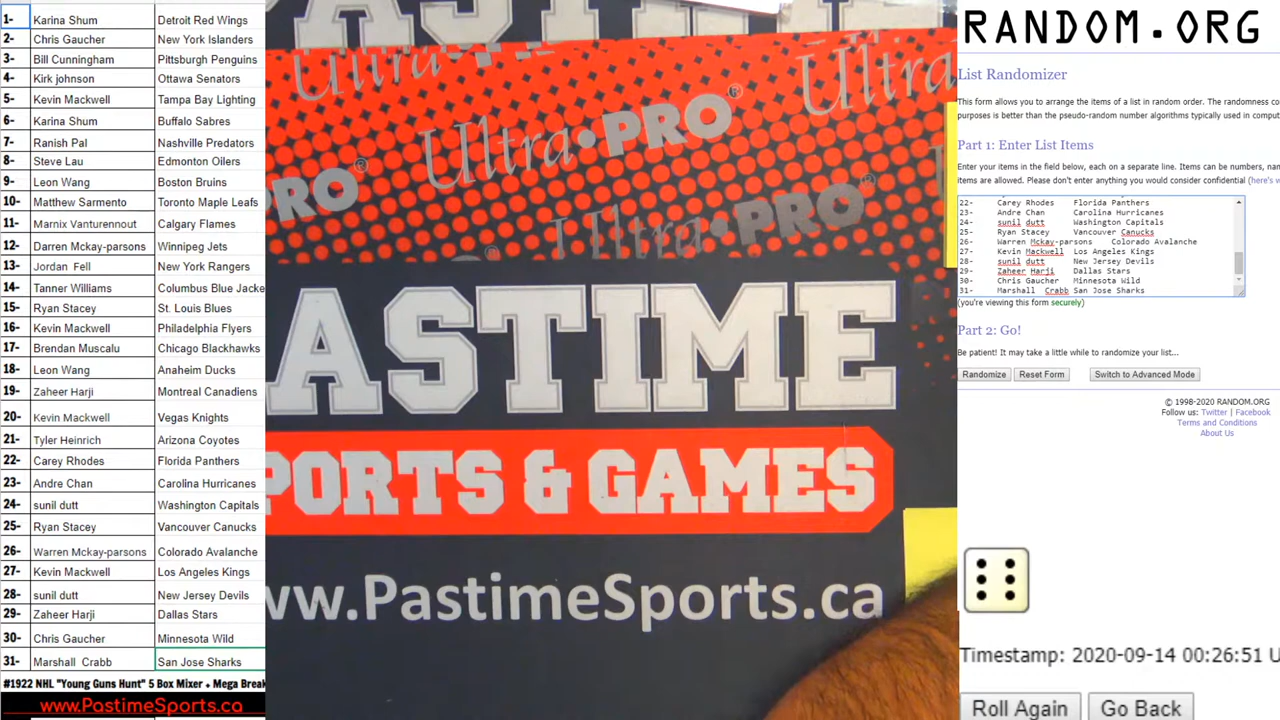 1- Karina Shum Detroit Red Wings
2- Chris Gaucher New York Islanders
3- Bill Cunningham Pittsburgh Penguins
4- Kirk johnson Ottawa Senators
5- Kevin Mackwell Tampa Bay Lighting
6- Karina Shum Buffalo Sabres
7- Ranish Pal Nashville Predators
8- Steve Lau Edmonton Oilers
9- Leon Wang Boston Bruins
10- Matthew Sarmento Toronto Maple Leafs
11- Marnix Vanturennout Calgary Flames
12- Darren Mckay-parsons Winnipeg Jets
13- Jordan Fell New York Rangers
14- Tanner Williams Columbus Blue Jacke
15- Ryan Stacey St. Louis Blues
16- Kevin Mackwell Philadelphia Flyers
17- Brendan Muscalu Chicago Blackhawks
18- Leon Wang Anaheim Ducks
19- Zaheer Harji Montreal Canadiens
20- Kevin Mackwell Vegas Knights
21- Tyler Heinrich Arizona Coyotes
22- Carey Rhodes Florida Panthers
23- Andre Chan Carolina Hurricanes
24- sunil dutt Washington Capitals
25- Ryan Stacey Vancouver Canucks
26- Warren Mckay-parsons Colorado Avalanche
27- Kevin Mackwell Los Angeles Kings
28- sunil dutt New Jersey Devils
29- Zaheer Harji Dallas Stars
30- Chris Gaucher Minnesota Wild
31- Marshall Crabb San Jose Sharks
#1922 NHL "Young Guns Hunt" 5 Box Mixer + Mega Break
www.PastimeSports.ca
PASTIME
Ultra PRO Ultra
Ultra•PRO®
PRO® Ultra•PRO®
ASTIME
PORTS & GAMES
ww.PastimeSports.ca
RANDOM.ORG
List Randomizer
This form allows you to arrange the items of a list in random order. The randomness co
purposes is better than the pseudo-random number algorithms typically used in comput
Part 1: Enter List Items
Enter your items in the field below, each on a separate line. Items can be numbers, nam
items are allowed. Please don't enter anything you would consider confidential (here's w
22- Carey Rhodes Florida Panthers
23- Andre Chan Carolina Hurricanes
24- sunil dutt Washington Capitals
25- Ryan Stacey Vancouver Canucks
26- Warren Mckay-parsons Colorado Avalanche
27- Kevin Mackwell Los Angeles Kings
28- sunil dutt New Jersey Devils
29- Zaheer Harji Dallas Stars
30- Chris Gaucher Minnesota Wild
31- Marshall Crabb San Jose Sharks
(you're viewing this form securely)
Part 2: Go!
Be patient! It may take a little while to randomize your list...
Randomize Reset Form Switch to Advanced Mode
© 1998-2020 RANDOM.ORG
Follow us: Twitter | Facebook
Terms and Conditions
About Us
Timestamp: 2020-09-14 00:26:51 U
Roll Again Go Back